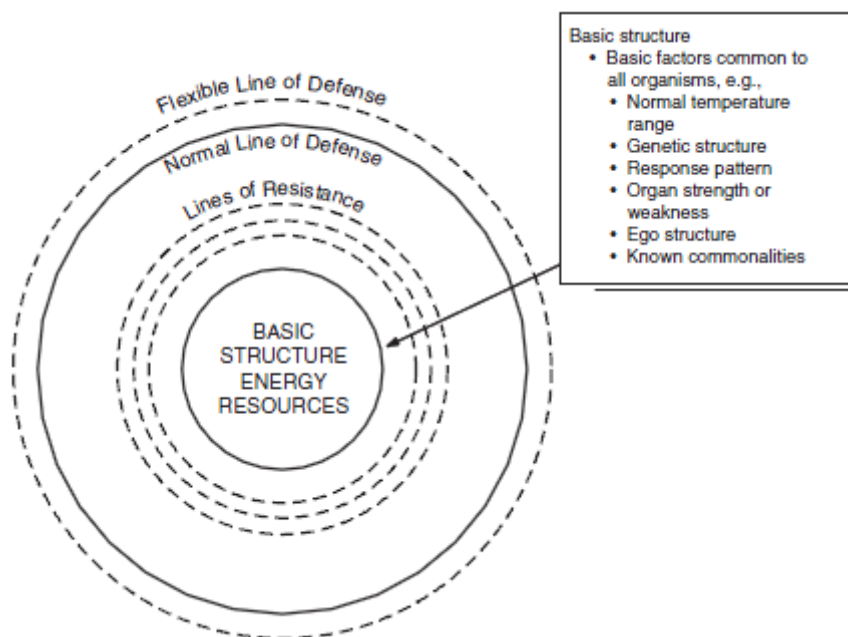 Basic structure
• Basic factors common to
all organisms, e.g.,
• Normal temperature
range
• Genetic structure
• Response pattern
• Organ strength or
weakness
• Ego structure
• Known commonalities
Flexible Line of Defense
Normal Line of Defense
Lines of Resistance
BASIC
STRUCTURE
ENERGY
RESOURCES